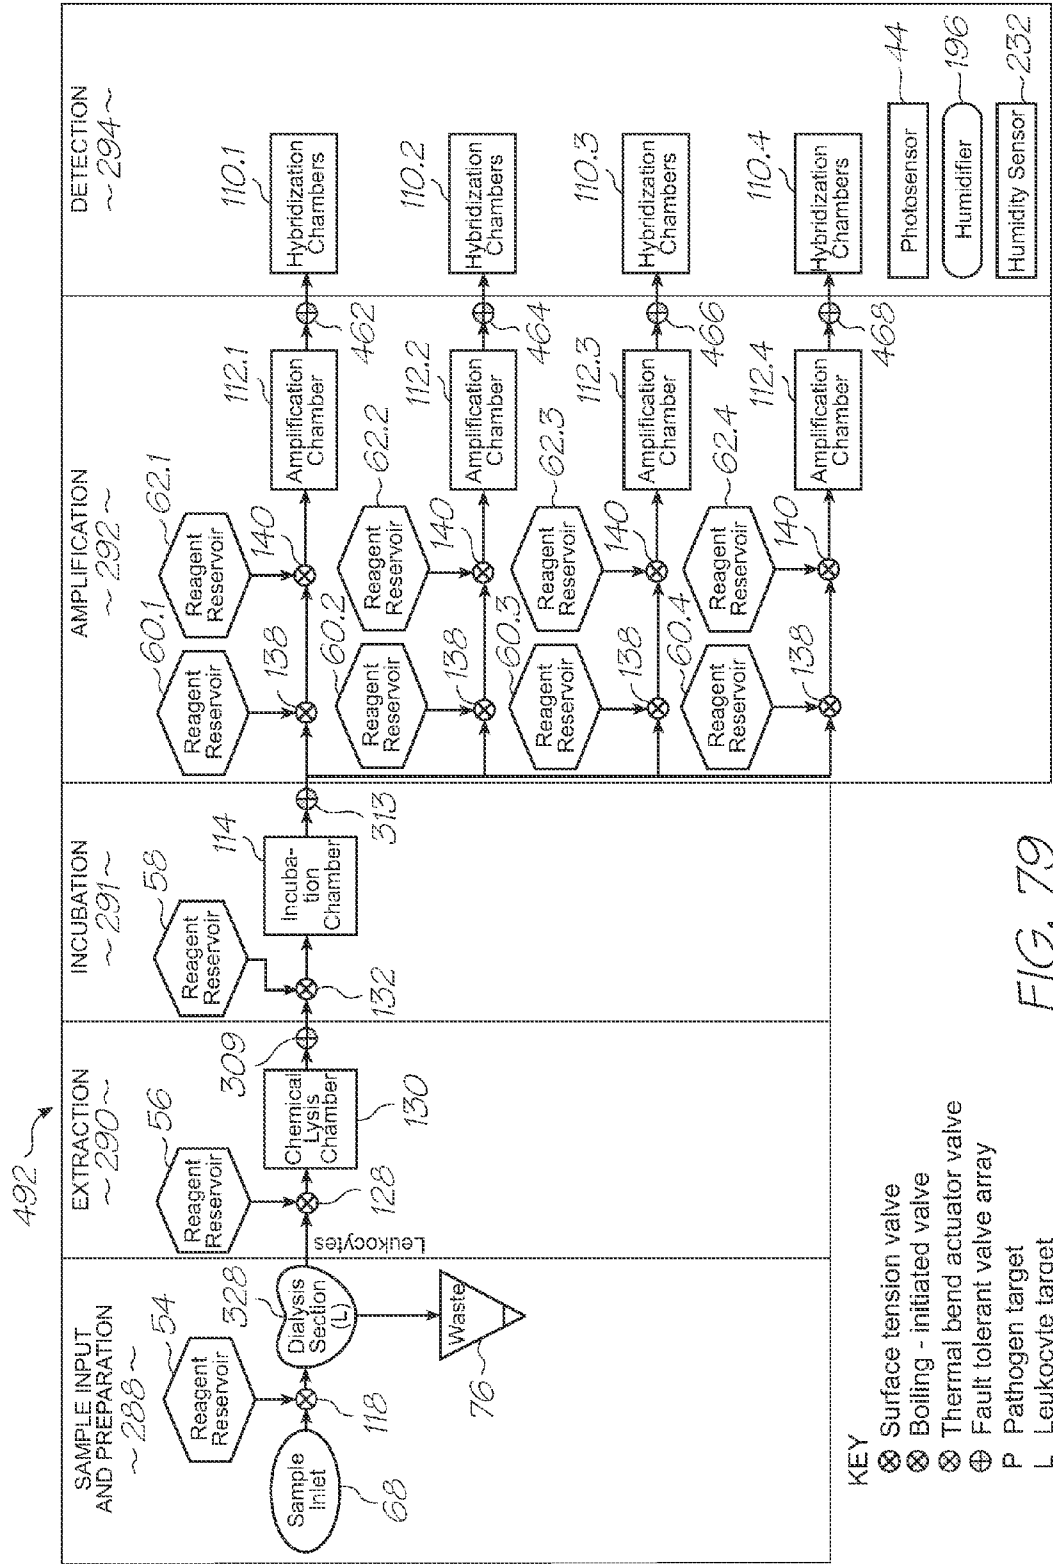 492
SAMPLE INPUT
AND PREPARATION
~288~
EXTRACTION
~290~
INCUBATION
~291~
AMPLIFICATION
~292~
DETECTION
~294~
54
Reagent
Reservoir
Sample
Inlet
68
118
328
Dialysis
Section
(L)
Waste
76
Leukocytes
56
Reagent
Reservoir
128
Chemical
Lysis
Chamber
130
309
58
Reagent
Reservoir
132
114
Incuba-
tion
Chamber
313
60.1
Reagent
Reservoir
138
62.1
Reagent
Reservoir
140
112.1
Amplification
Chamber
462
110.1
Hybridization
Chambers
60.2
Reagent
Reservoir
138
62.2
Reagent
Reservoir
140
112.2
Amplification
Chamber
464
110.2
Hybridization
Chambers
60.3
Reagent
Reservoir
138
62.3
Reagent
Reservoir
140
112.3
Amplification
Chamber
466
110.3
Hybridization
Chambers
60.4
Reagent
Reservoir
138
62.4
Reagent
Reservoir
140
112.4
Amplification
Chamber
468
110.4
Hybridization
Chambers
Photosensor
44
Humidifier
196
Humidity Sensor
232
KEY
Surface tension valve
Boiling - initiated valve
Thermal bend actuator valve
Fault tolerant valve array
P Pathogen target
L Leukocyte target
FIG. 79